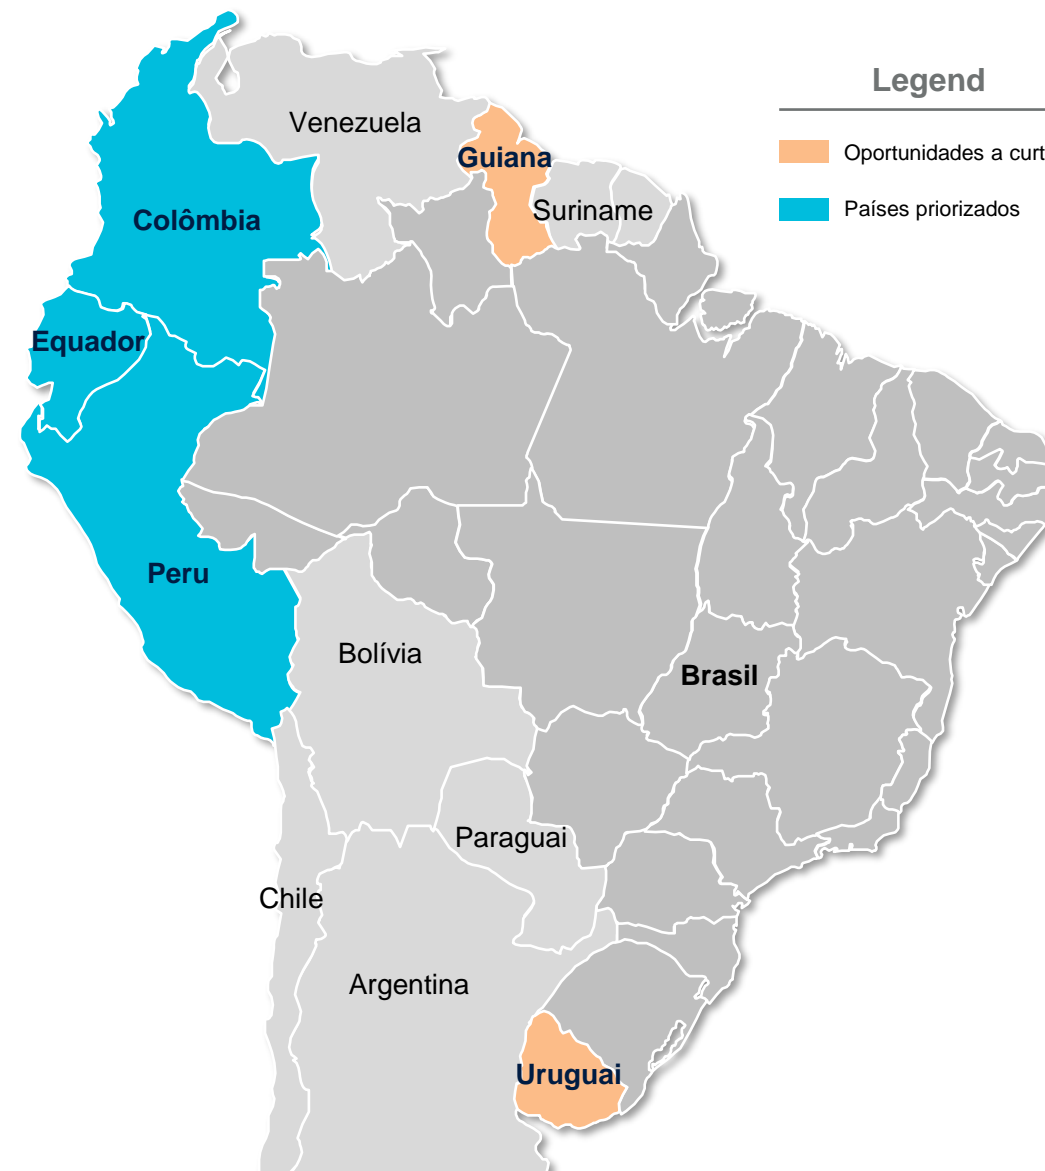 Legend
Venezuela
Oportunidades a curt
Guiana
Países priorizados
Suriname
Colômbia
Equador
Peru
Bolívia
Brasil
Paraguai
Chile
Argentina
Uruguai